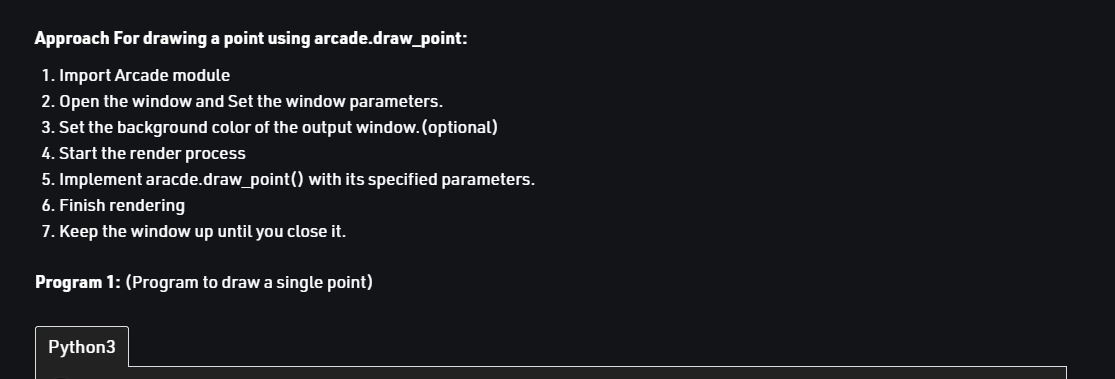 Approach For drawing a point using arcade.draw_point:
1. Import Arcade module
2. Open the window and Set the window parameters.
3. Set the background color of the output window.(optional)
4. Start the render process
5. Implement aracde.draw_point() with its specified parameters.
6. Finish rendering
7. Keep the window up until you close it.
Program 1: (Program to draw a single point)
Python3